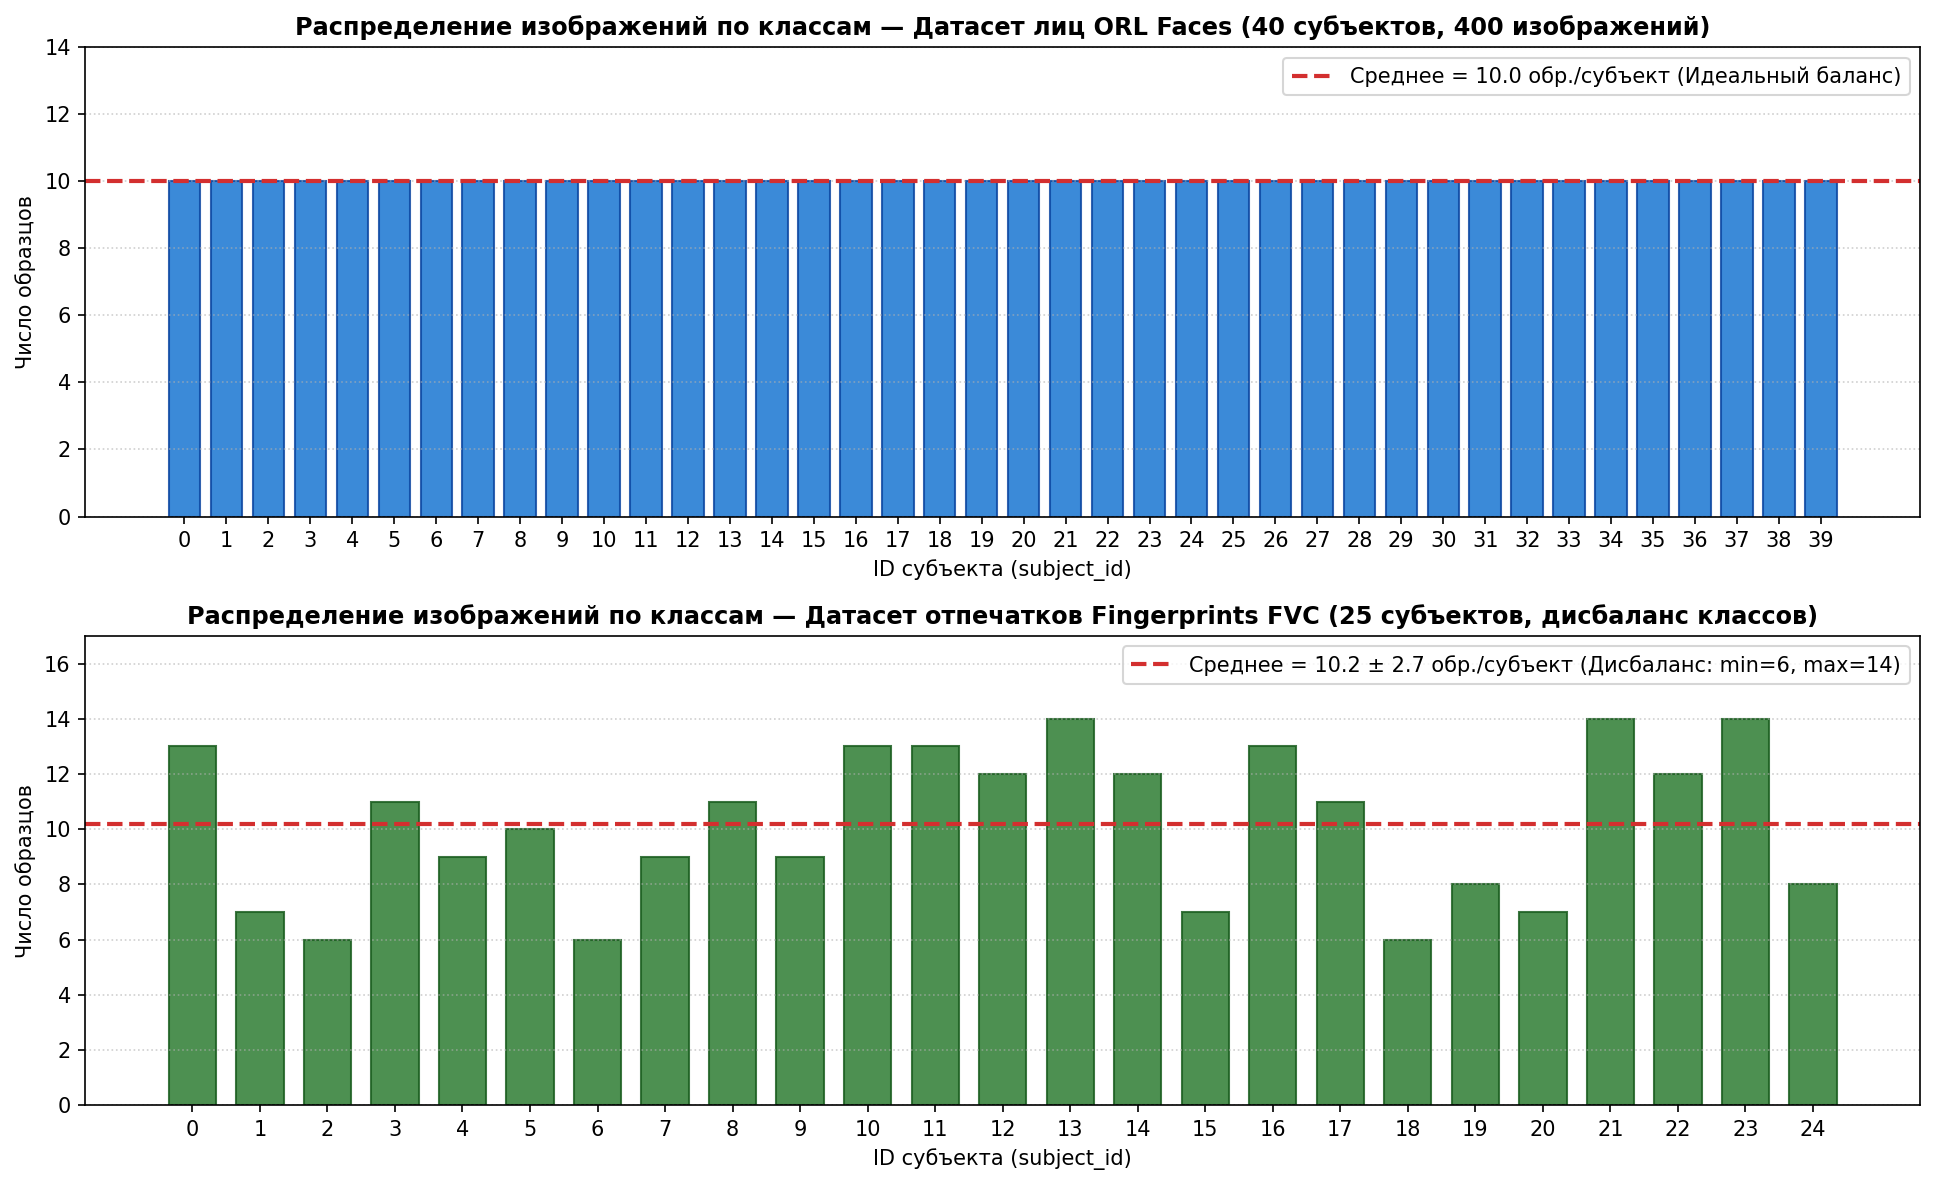 Распределение изображений по классам — Датасет лиц ORL Faces (40 субъектов, 400 изображений)
14
12
10
8
6
4
2
0
Число образцов
Среднее = 10.0 обр./субъект (Идеальный баланс)
0 1 2 3 4 5 6 7 8 9 10 11 12 13 14 15 16 17 18 19 20 21 22 23 24 25 26 27 28 29 30 31 32 33 34 35 36 37 38 39
ID субъекта (subject_id)
Распределение изображений по классам — Датасет отпечатков Fingerprints FVC (25 субъектов, дисбаланс классов)
16
14
12
10
8
6
4
2
0
Число образцов
Среднее = 10.2 ± 2.7 обр./субъект (Дисбаланс: min=6, max=14)
0 1 2 3 4 5 6 7 8 9 10 11 12 13 14 15 16 17 18 19 20 21 22 23 24
ID субъекта (subject_id)